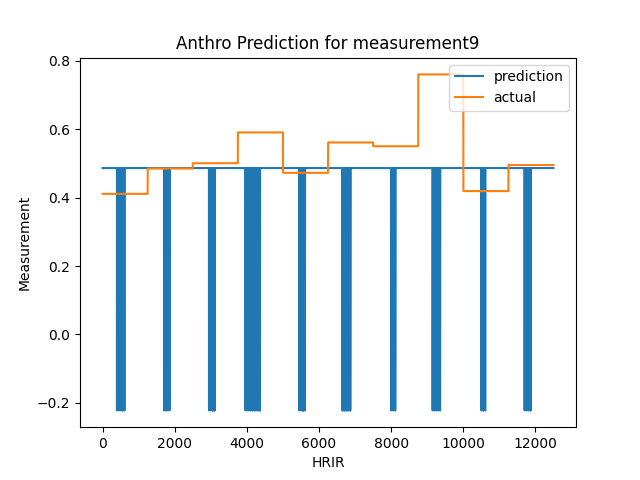 Anthro Prediction for measurement9
prediction
actual
Measurement
0.8
0.6
0.4
0.2
0.0
−0.2
0
2000
4000
6000
8000
10000
12000
HRIR